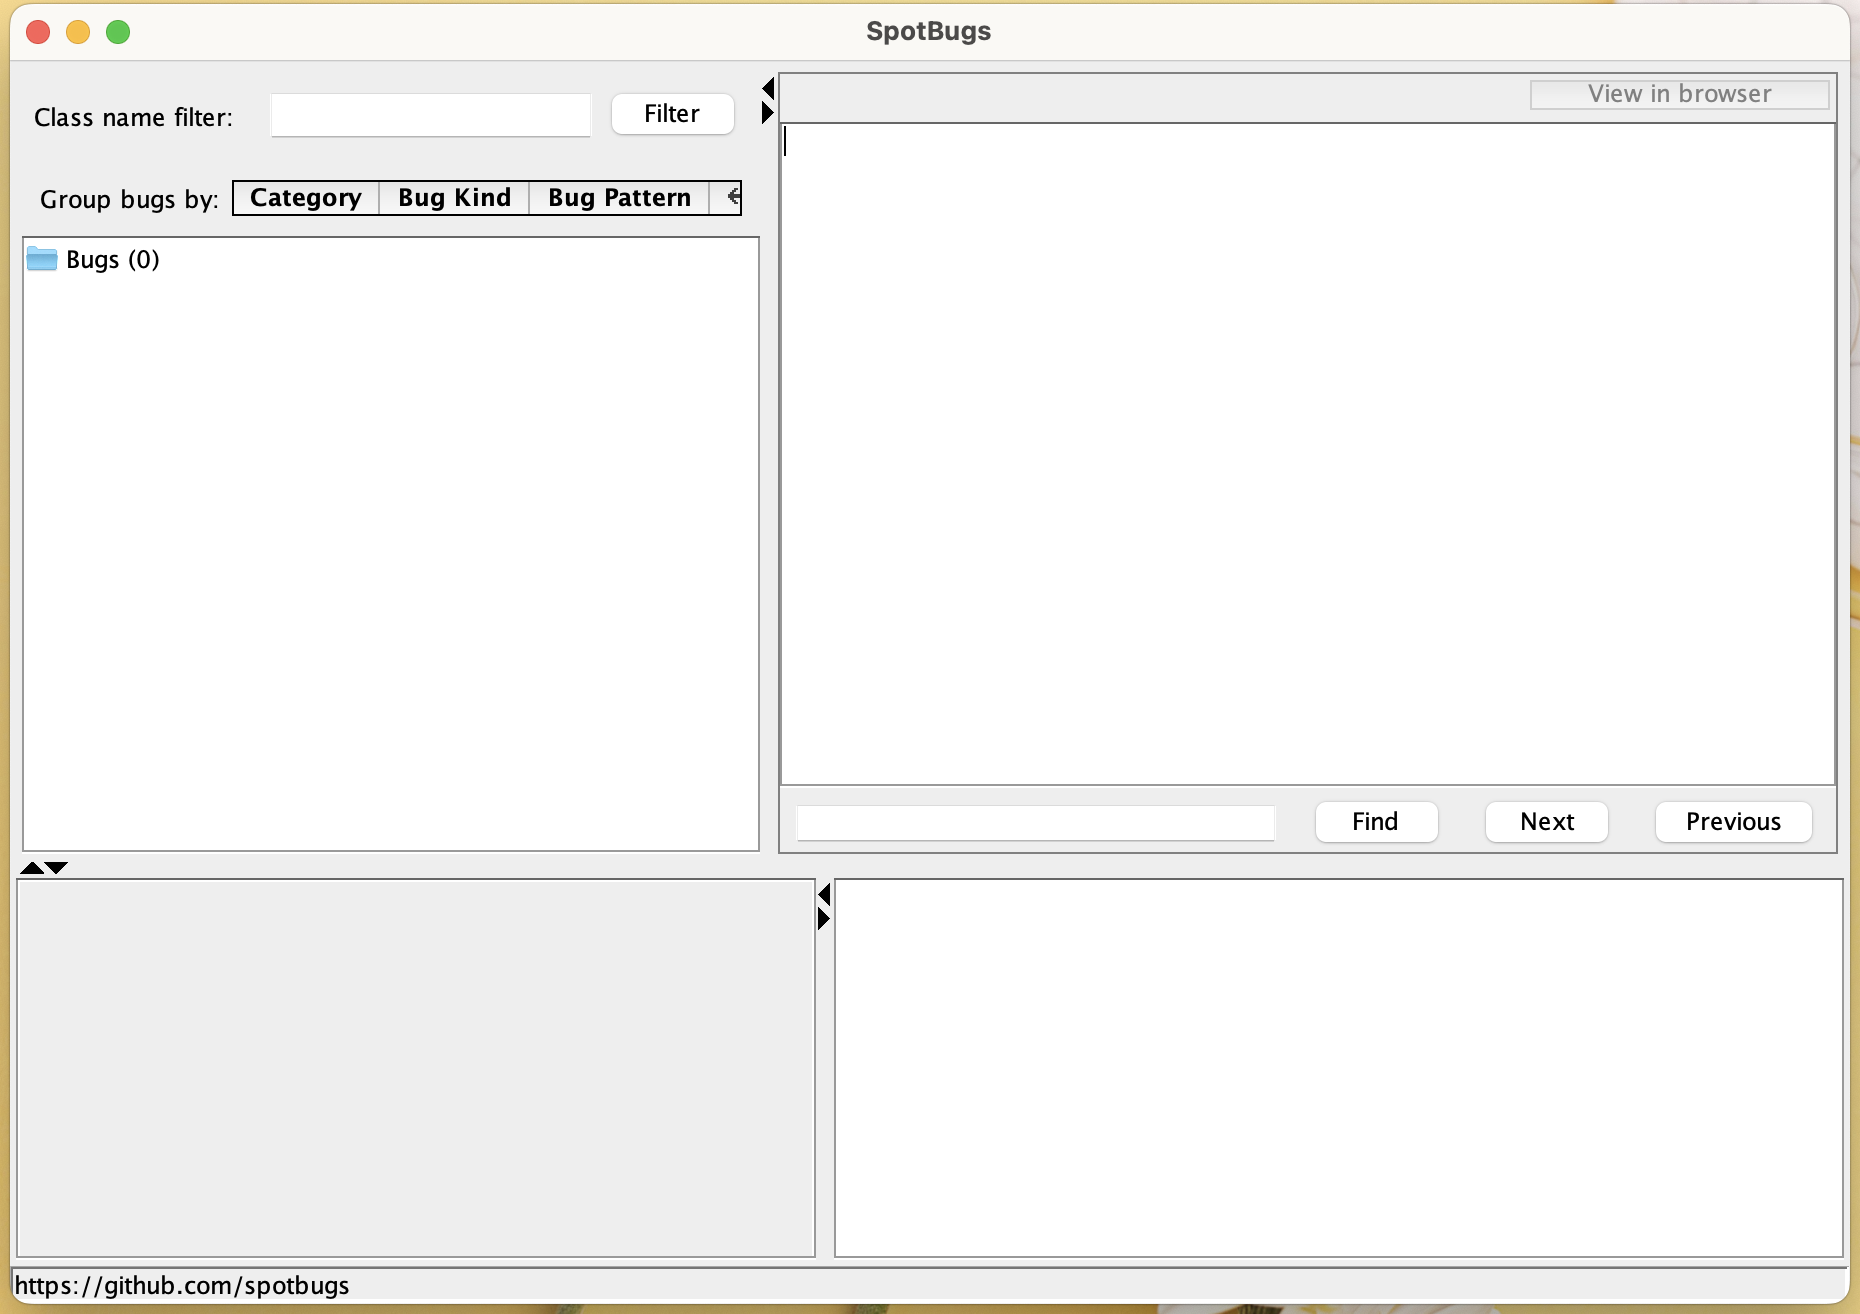 SpotBugs
Class name filter:
Filter
View in browser
Group bugs by:
Category
Bug Kind
Bug Pattern
Bugs (0)
Find
Next
Previous
https://github.com/spotbugs